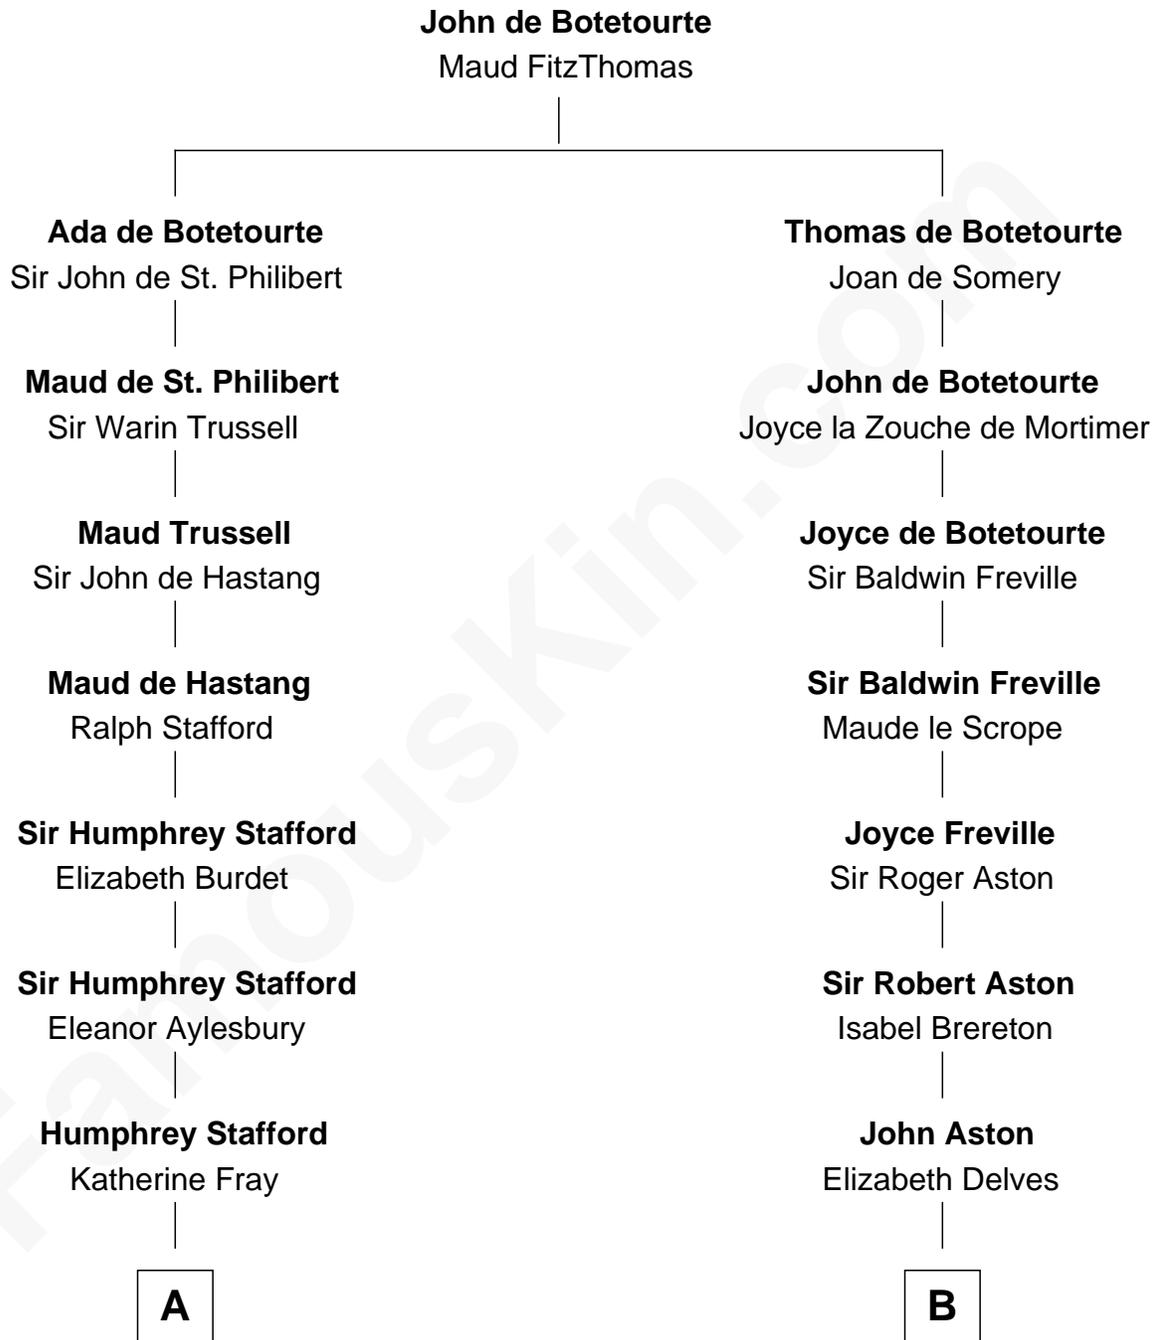 John de Botetourte
Maud FitzThomas
Ada de Botetourte
Sir John de St. Philibert
Maud de St. Philibert
Sir Warin Trussell
Maud Trussell
Sir John de Hastang
Maud de Hastang
Ralph Stafford
Sir Humphrey Stafford
Elizabeth Burdet
Sir Humphrey Stafford
Eleanor Aylesbury
Humphrey Stafford
Katherine Fray
A
Thomas de Botetourte
Joan de Somery
John de Botetourte
Joyce la Zouche de Mortimer
Joyce de Botetourte
Sir Baldwin Freville
Sir Baldwin Freville
Maude le Scrope
Joyce Freville
Sir Roger Aston
Sir Robert Aston
Isabel Brereton
John Aston
Elizabeth Delves
B
FamousKin.com